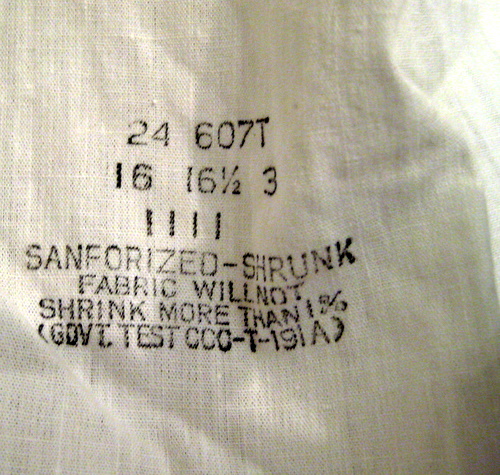 24 607T
16 16½ 3
1111
SANFORIZED-SHRUNK
FABRIC WILL NOT
SHRINK MORE THAN 1%
(GOVT. TEST CCC-T-191A)